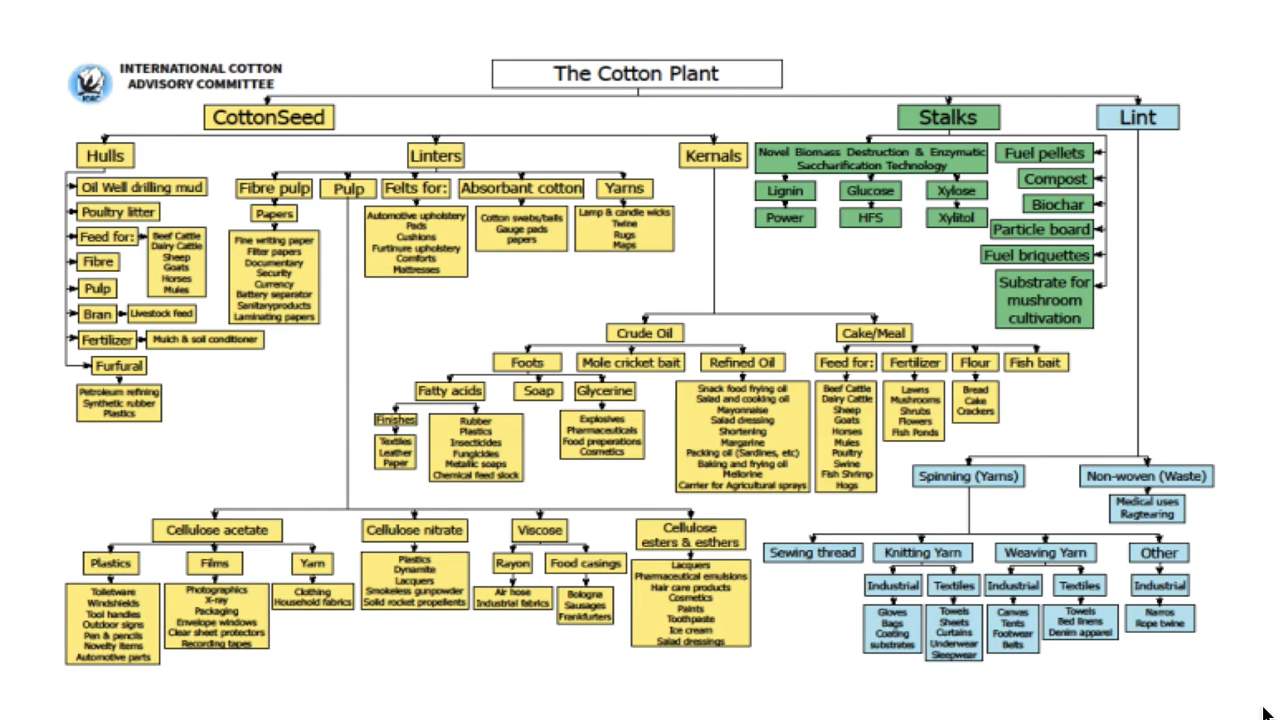 INTERNATIONAL COTTON
ADVISORY COMMITTEE
ICAC
The Cotton Plant
CottonSeed
Stalks
Lint
Hulls
Linters
Kernals
Oil Well drilling mud
Poultry litter
Feed for:
Beef Cattle
Dairy Cattle
Sheep
Goats
Horses
Mules
Fibre
Pulp
Bran
Livestock feed
Fertilizer
Mulch & soil conditioner
Furfural
Petroleum refining
Synthetic rubber
Plastics
Fibre pulp
Papers
Fine writing paper
Filter papers
Documentary
Security
Currency
Battery separator
Sanitaryproducts
Laminating papers
Pulp
Felts for:
Automotive upholstery
Pads
Cushions
Furtinure upholstery
Comforts
Mattresses
Absorbant cotton
Cotton swabs/balls
Gauge pads
papers
Yarns
Lamp & candle wicks
Twine
Rugs
Maps
Novel Biomass Destruction & Enzymatic
Saccharification Technology
Lignin
Glucose
Xylose
Power
HFS
Xylitol
Fuel pellets
Compost
Biochar
Particle board
Fuel briquettes
Substrate for
mushroom
cultivation
Crude Oil
Cake/Meal
Foots
Mole cricket bait
Refined Oil
Fatty acids
Soap
Glycerine
Finishes
Textiles
Leather
Paper
Rubber
Plastics
Insecticides
Fungicides
Metallic soaps
Chemical feed stock
Explosives
Pharmaceuticals
Food preperations
Cosmetics
Snack food frying oil
Salad and cooking oil
Mayonnaise
Salad dressing
Shortening
Margarine
Packing oil (Sardines, etc)
Baking and frying oil
Mellorine
Carrier for Agricultural sprays
Feed for:
Fertilizer
Flour
Fish bait
Beef Cattle
Dairy Cattle
Sheep
Goats
Horses
Mules
Poultry
Swine
Fish Shrimp
Hogs
Lawns
Mushrooms
Shrubs
Flowers
Fish Ponds
Bread
Cake
Crackers
Spinning (Yarns)
Non-woven (Waste)
Medical uses
Ragtearing
Cellulose acetate
Cellulose nitrate
Viscose
Cellulose
esters & esthers
Plastics
Films
Yarn
Toiletware
Windshields
Tool handles
Outdoor signs
Pen & pencils
Novelty items
Automotive parts
Photographics
X-ray
Packaging
Envelope windows
Clear sheet protectors
Recording tapes
Clothing
Household fabrics
Plastics
Dynamite
Lacquers
Smokeless gunpowder
Solid rocket propellents
Rayon
Food casings
Air hose
Industrial fabrics
Bologna
Sausages
Frankfurters
Lacquers
Pharmaceutical emulsions
Hair care products
Cosmetics
Paints
Toothpaste
Ice cream
Salad dressings
Sewing thread
Knitting Yarn
Weaving Yarn
Other
Industrial
Textiles
Industrial
Textiles
Industrial
Gloves
Bags
Coating
substrates
Towels
Sheets
Curtains
Underwear
Sleepwear
Canvas
Tents
Footwear
Belts
Towels
Bed linens
Denim apparel
Narros
Rope twine